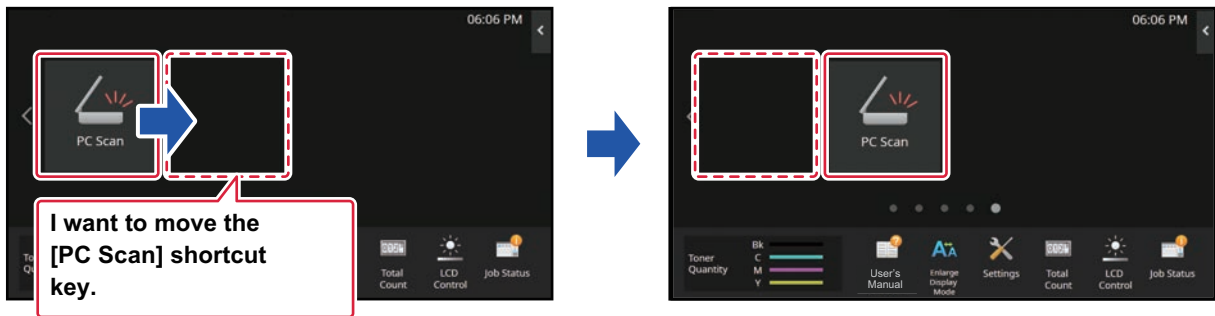 06:06 PM
PC Scan
I want to move the
[PC Scan] shortcut
key.
Total
Count
LCD
Control
Job Status
06:06 PM
PC Scan
Toner
Quantity
Bk
C
M
Y
User's
Manual
Enlarge
Display
Mode
Settings
Total
Count
LCD
Control
Job Status